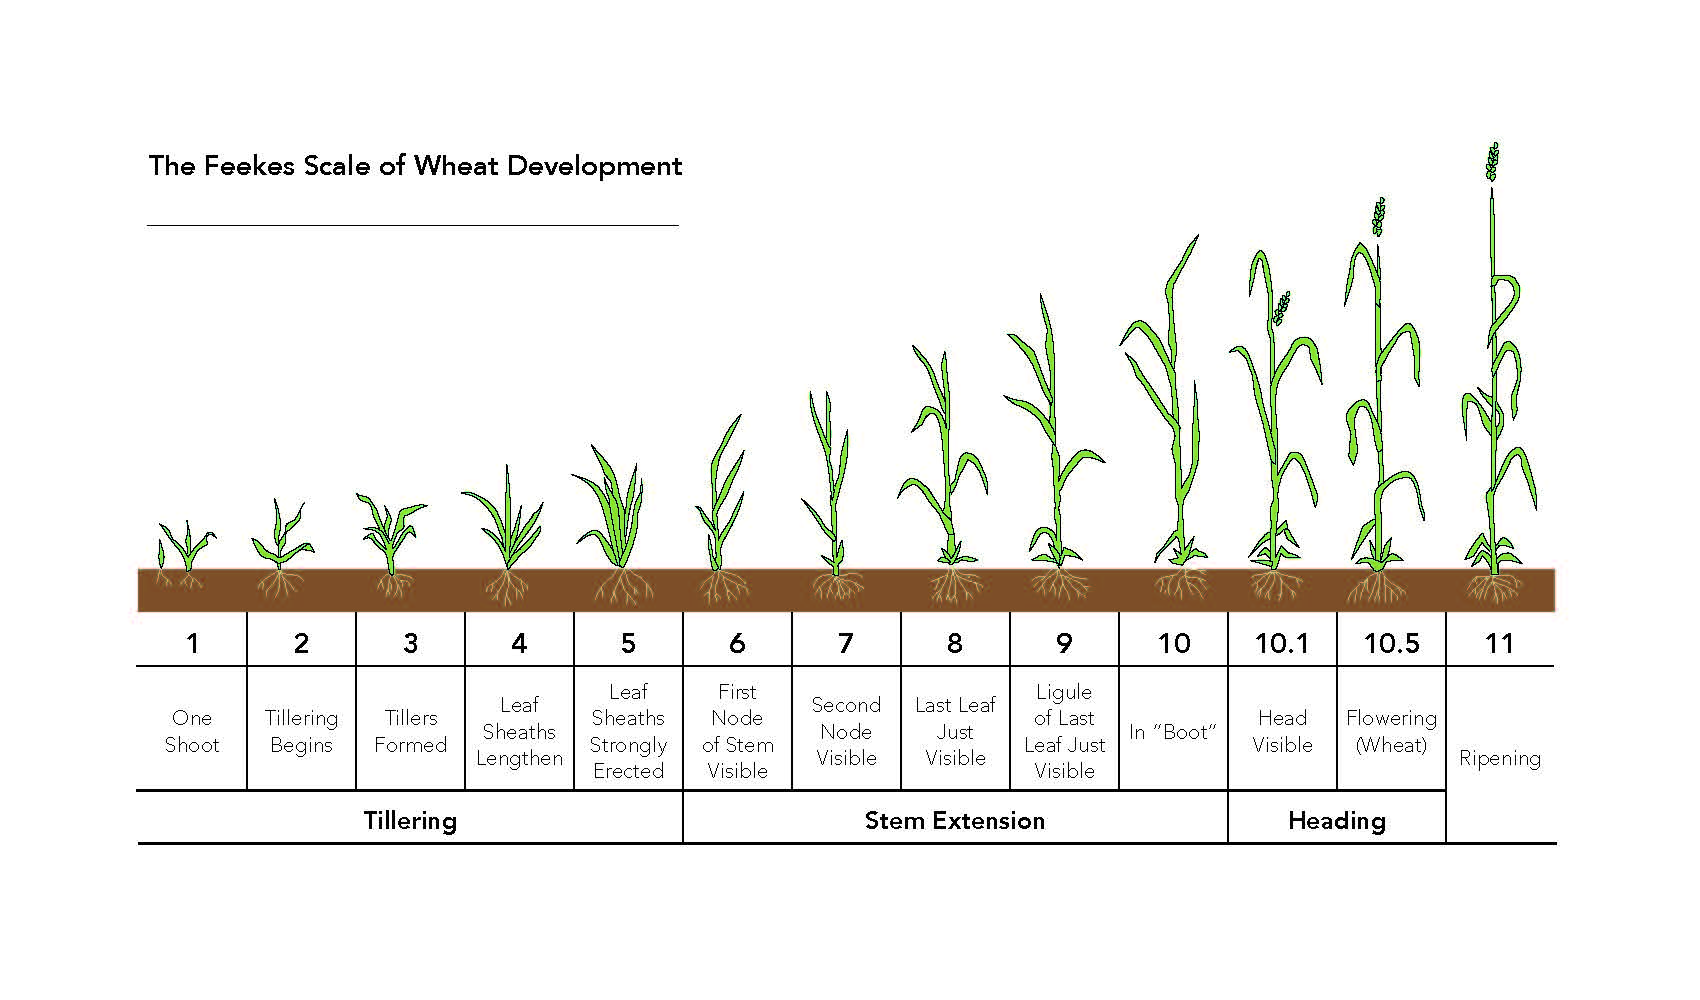 The Feekes Scale of Wheat Development
1
2
3
4
5
6
7
8
9
10
10.1
10.5
11
One
Shoot
Tillering
Begins
Tillers
Formed
Leaf
Sheaths
Lengthen
Leaf
Sheaths
Strongly
Erected
First
Node
of Stem
Visible
Second
Node
Visible
Last Leaf
Just
Visible
Ligule
of Last
Leaf Just
Visible
In “Boot”
Head
Visible
Flowering
(Wheat)
Ripening
Tillering
Stem Extension
Heading